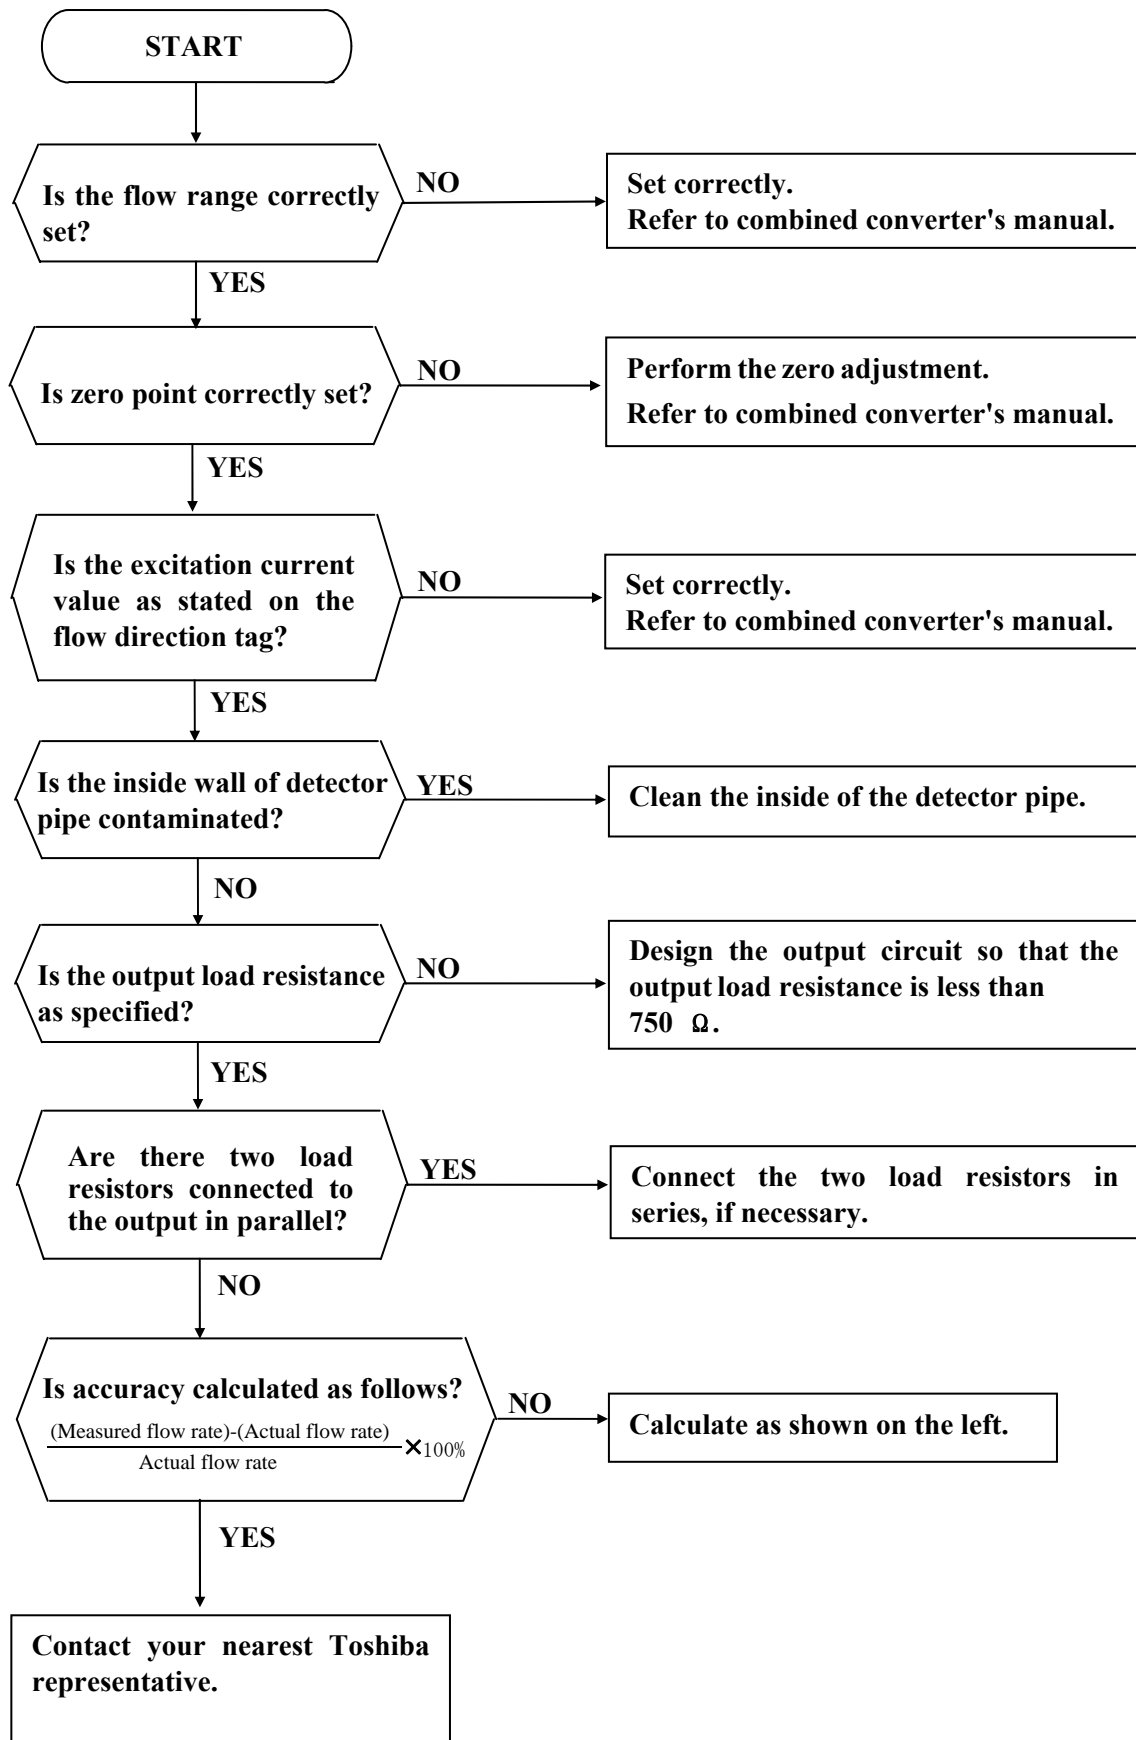 START
Is the flow range correctly
set?
NO
Set correctly.
Refer to combined converter's manual.
YES
Is zero point correctly set?
NO
Perform the zero adjustment.
Refer to combined converter's manual.
YES
Is the excitation current
value as stated on the
flow direction tag?
NO
Set correctly.
Refer to combined converter's manual.
YES
Is the inside wall of detector
pipe contaminated?
YES
Clean the inside of the detector pipe.
NO
Is the output load resistance
as specified?
NO
Design the output circuit so that the
output load resistance is less than
750 Ω.
YES
Are there two load
resistors connected to
the output in parallel?
YES
Connect the two load resistors in
series, if necessary.
NO
Is accuracy calculated as follows?
(Measured flow rate)-(Actual flow rate)
Actual flow rate
×100%
NO
Calculate as shown on the left.
YES
Contact your nearest Toshiba
representative.